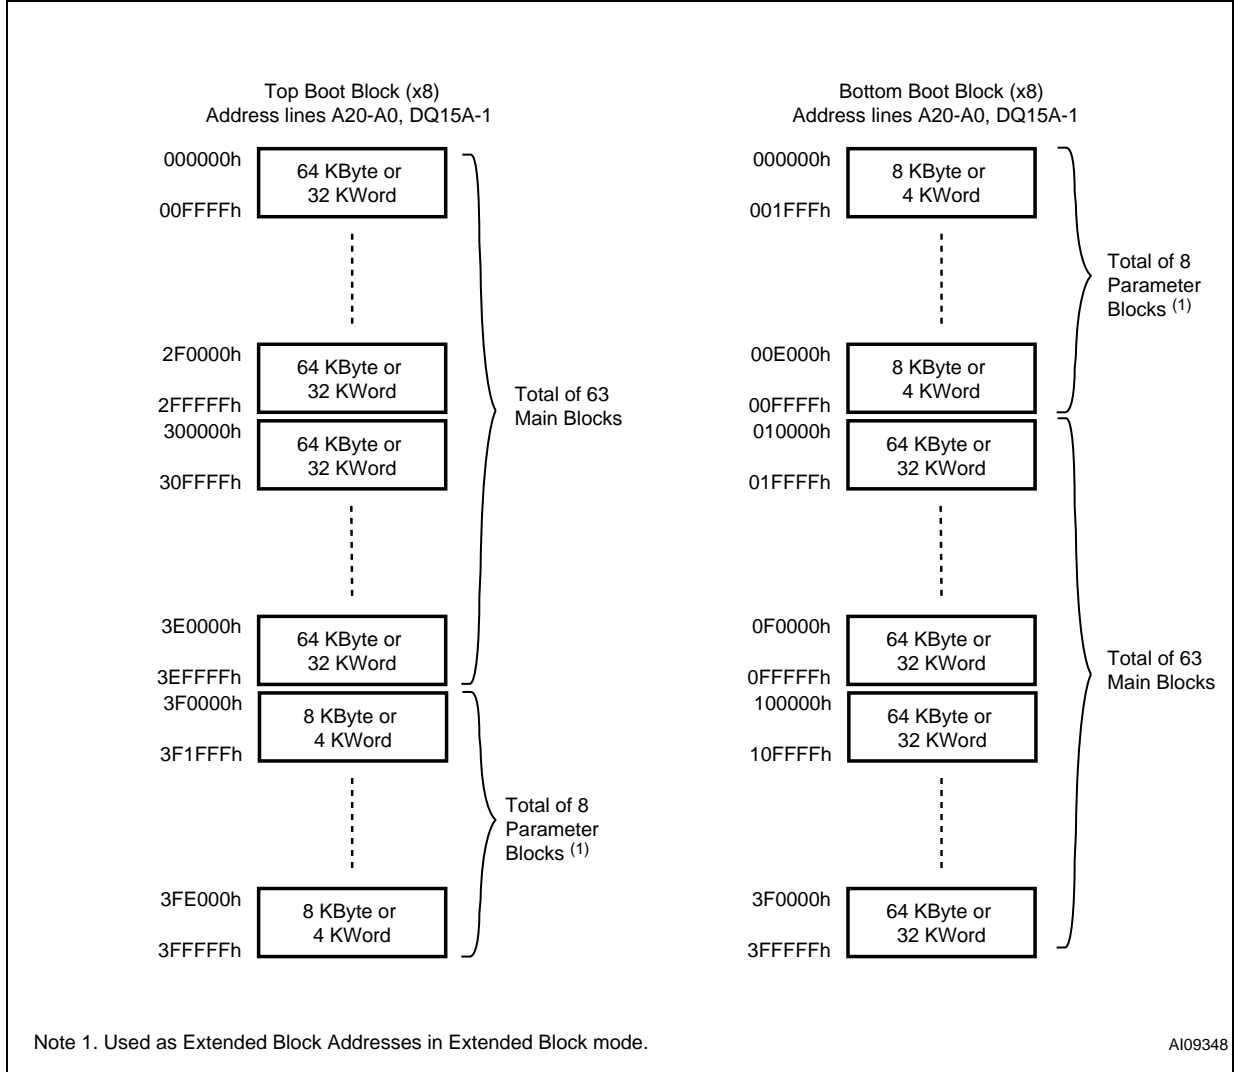 Top Boot Block (x8)
Address lines A20-A0, DQ15A-1
000000h
64 KByte or
32 KWord
00FFFFh
2F0000h
64 KByte or
32 KWord
2FFFFFh
300000h
64 KByte or
32 KWord
30FFFFh
Total of 63
Main Blocks
3E0000h
64 KByte or
32 KWord
3EFFFFh
3F0000h
8 KByte or
4 KWord
3F1FFFh
Total of 8
Parameter
Blocks (1)
3FE000h
8 KByte or
4 KWord
3FFFFFh
Bottom Boot Block (x8)
Address lines A20-A0, DQ15A-1
000000h
8 KByte or
4 KWord
001FFFh
Total of 8
Parameter
Blocks (1)
00E000h
8 KByte or
4 KWord
00FFFFh
010000h
64 KByte or
32 KWord
01FFFFh
0F0000h
64 KByte or
32 KWord
0FFFFFh
Total of 63
Main Blocks
100000h
64 KByte or
32 KWord
10FFFFh
3F0000h
64 KByte or
32 KWord
3FFFFFh
Note 1. Used as Extended Block Addresses in Extended Block mode.
AI09348